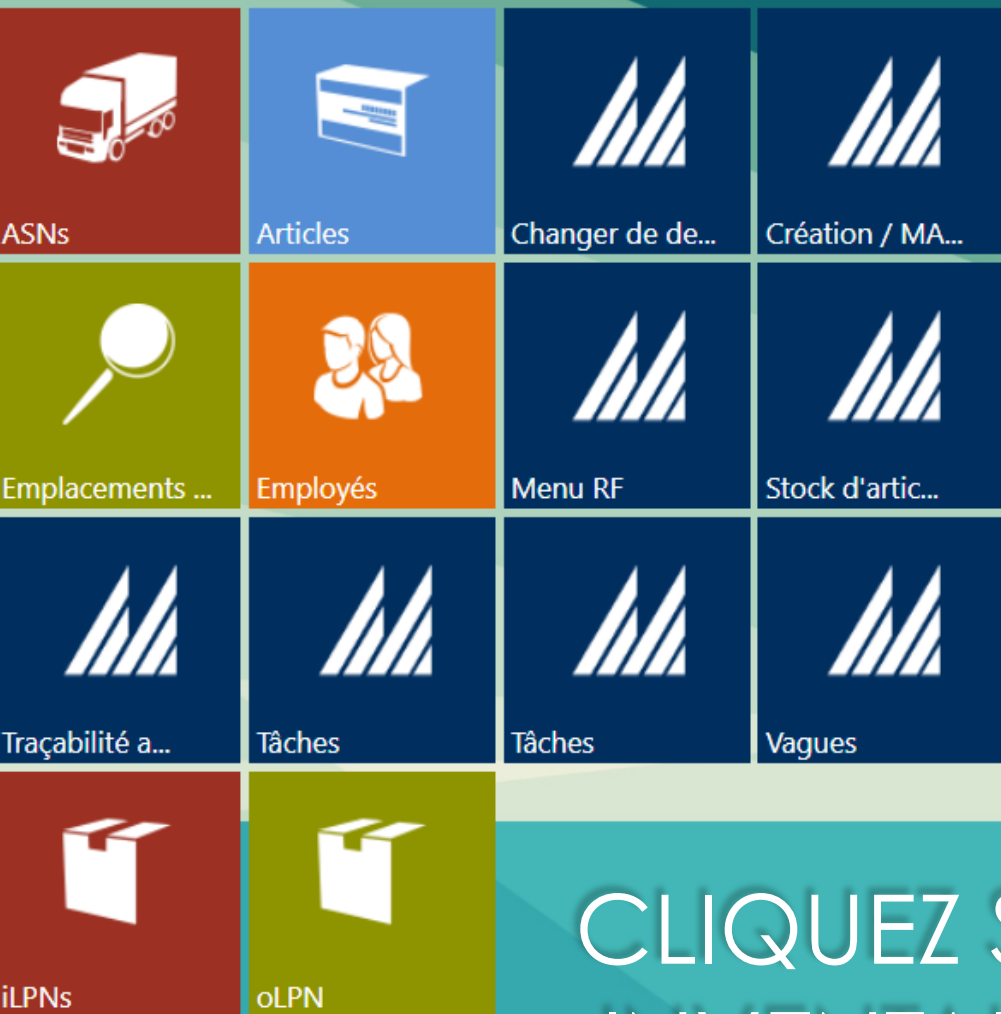 ASNs
Articles
Changer de de...
Création / MA...
Emplacements ...
Employés
Menu RF
Stock d'artic...
Traçabilité a...
Tâches
Tâches
Vagues
iLPNs
oLPN
CLIQUEZ S